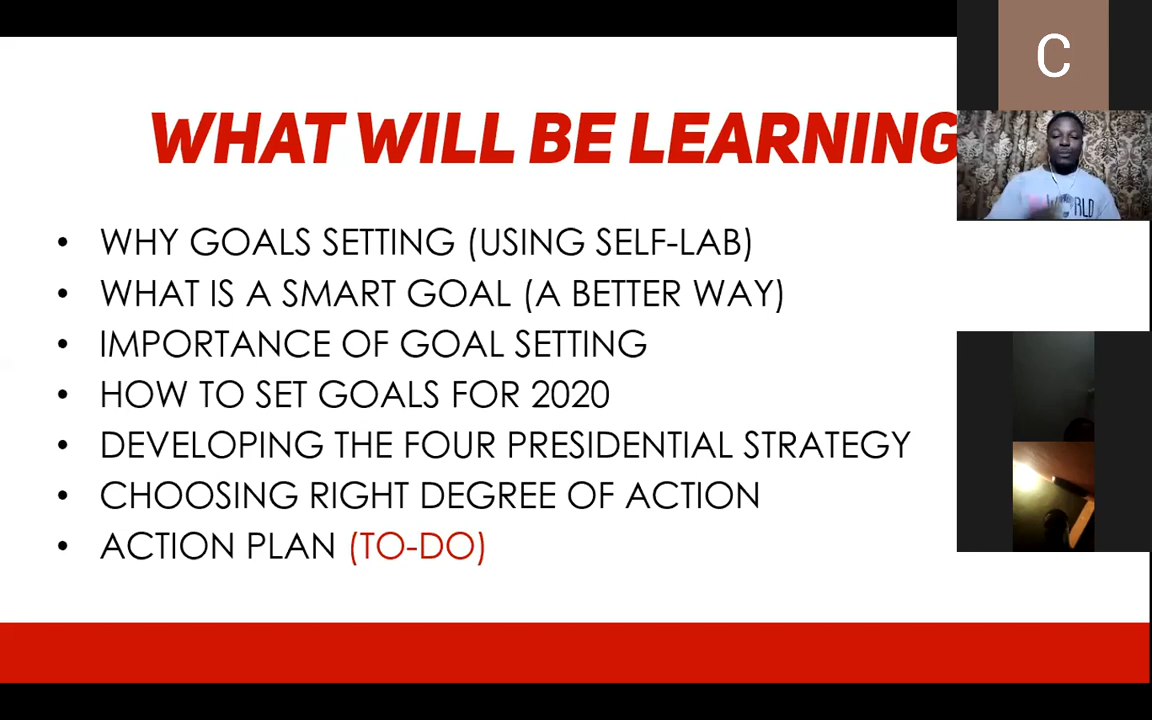 C
WHAT WILL BE LEARNING
• WHY GOALS SETTING (USING SELF-LAB)
• WHAT IS A SMART GOAL (A BETTER WAY)
• IMPORTANCE OF GOAL SETTING
• HOW TO SET GOALS FOR 2020
• DEVELOPING THE FOUR PRESIDENTIAL STRATEGY
• CHOOSING RIGHT DEGREE OF ACTION
• ACTION PLAN (TO-DO)